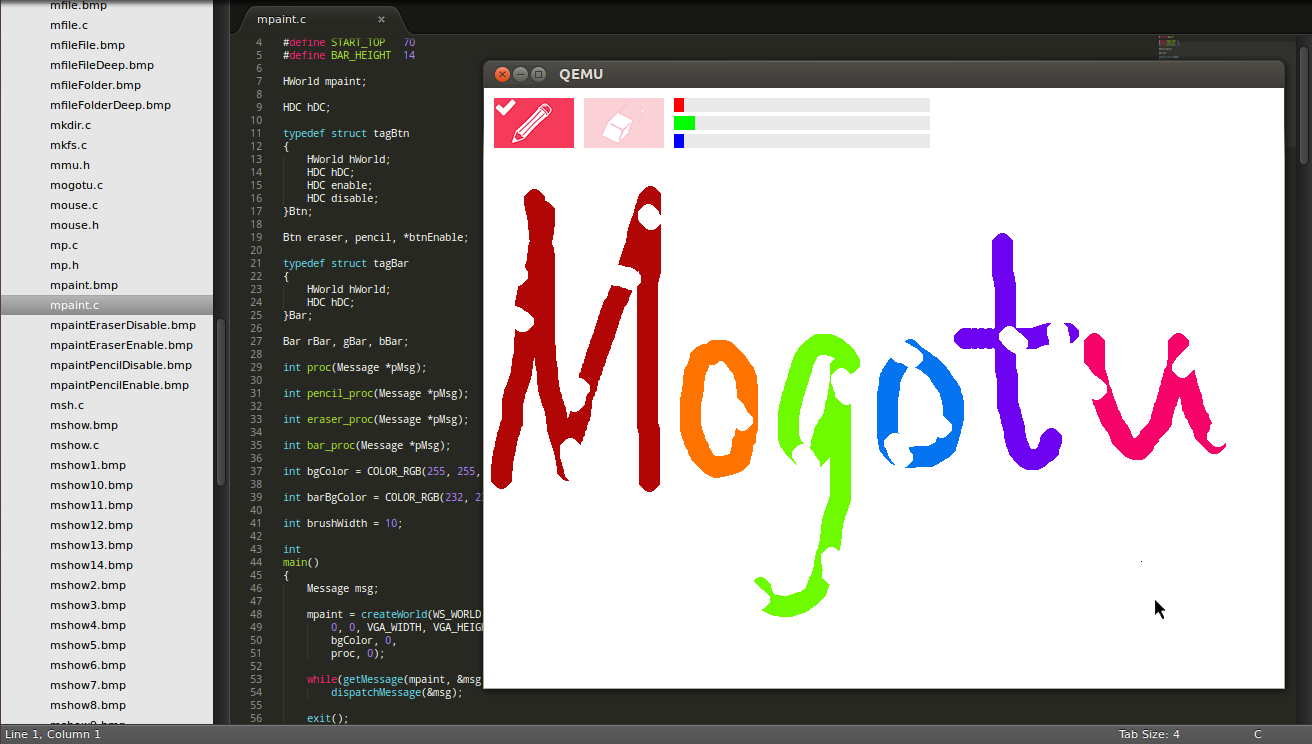 mfile.bmp
mfile.c
mfileFile.bmp
mfileFileDeep.bmp
mfileFolder.bmp
mfileFolderDeep.bmp
mkdir.c
mkfs.c
mmu.h
mogotu.c
mouse.c
mouse.h
mp.c
mp.h
mpaint.bmp
mpaint.c
mpaintEraserDisable.bmp
mpaintEraserEnable.bmp
mpaintPencilDisable.bmp
mpaintPencilEnable.bmp
msh.c
mshow.bmp
mshow.c
mshow1.bmp
mshow10.bmp
mshow11.bmp
mshow12.bmp
mshow13.bmp
mshow14.bmp
mshow2.bmp
mshow3.bmp
mshow4.bmp
mshow5.bmp
mshow6.bmp
mshow7.bmp
mshow8.bmp
mshow9.bmp
mpaint.c ×
4 #define START_TOP 70
5 #define BAR_HEIGHT 14
6
7 HWorld mpaint;
8
9 HDC hDC;
10
11 typedef struct tagBtn
12 {
13 HWorld hWorld;
14 HDC hDC;
15 HDC enable;
16 HDC disable;
17 }Btn;
18
19 Btn eraser, pencil, *btnEnable;
20
21 typedef struct tagBar
22 {
23 HWorld hWorld;
24 HDC hDC;
25 }Bar;
26
27 Bar rBar, gBar, bBar;
28
29 int proc(Message *pMsg);
30
31 int pencil_proc(Message *pMsg);
32
33 int eraser_proc(Message *pMsg);
34
35 int bar_proc(Message *pMsg);
36
37 int bgColor = COLOR_RGB(255, 255,
38
39 int barBgColor = COLOR_RGB(232, 2
40
41 int brushWidth = 10;
42
43 int
44 main()
45 {
46 Message msg;
47
48 mpaint = createWorld(WS_WORLD
49 0, 0, VGA_WIDTH, VGA_HEIG
50 bgColor, 0,
51 proc, 0);
52
53 while(getMessage(mpaint, &msg
54 dispatchMessage(&msg);
55
56 exit();
QEMU
Mogotu
Line 1, Column 1
Tab Size: 4
C